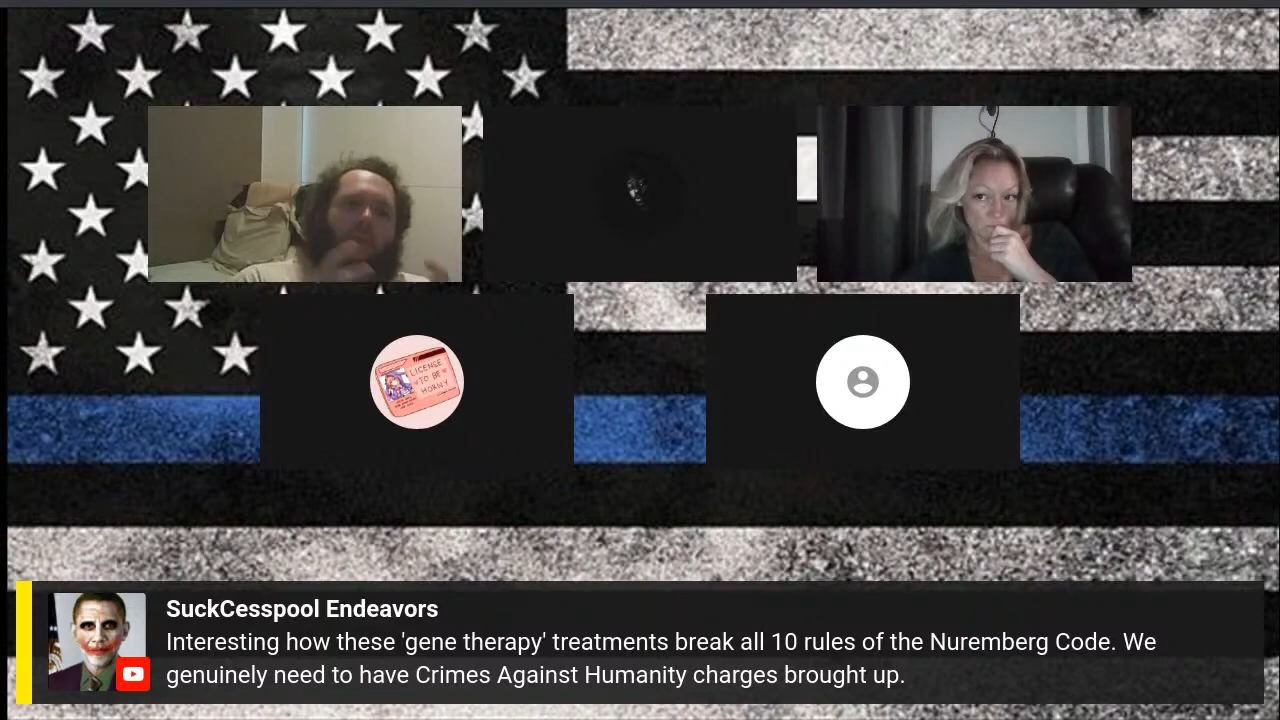 LICENSE
TO BE
HORNY
SuckCesspool Endeavors
Interesting how these 'gene therapy' treatments break all 10 rules of the Nuremberg Code. We
genuinely need to have Crimes Against Humanity charges brought up.